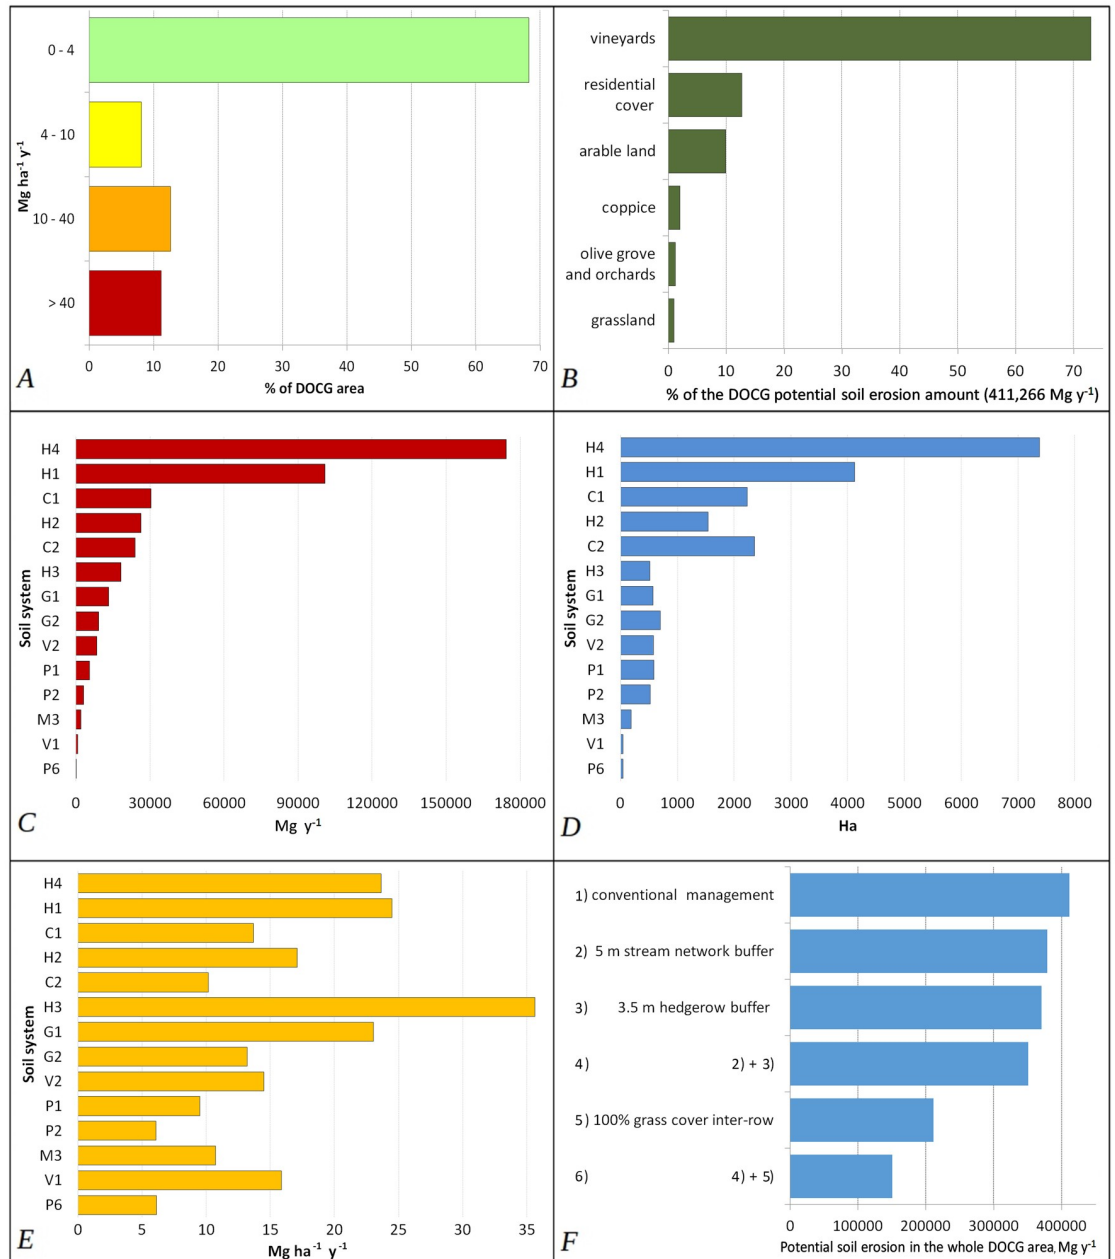 0 - 4
4 - 10
10 - 40
> 40
Mg ha-1 y-1
0 10 20 30 40 50 60 70
% of DOCG area
A
vineyards
residential
cover
arable land
coppice
olive grove
and orchards
grassland
0 10 20 30 40 50 60 70
% of the DOCG potential soil erosion amount (411,266 Mg y-1)
B
H4
H1
C1
H2
C2
H3
G1
G2
V2
P1
P2
M3
V1
P6
Soil system
0 30000 60000 90000 120000 150000 180000
Mg y-1
C
H4
H1
C1
H2
C2
H3
G1
G2
V2
P1
P2
M3
V1
P6
Soil system
0 1000 2000 3000 4000 5000 6000 7000 8000
Ha
D
H4
H1
C1
H2
C2
H3
G1
G2
V2
P1
P2
M3
V1
P6
Soil system
0 5 10 15 20 25 30 35
Mg ha-1 y-1
E
1) conventional management
2) 5 m stream network buffer
3) 3.5 m hedgerow buffer
4) 2) + 3)
5) 100% grass cover inter-row
6) 4) + 5)
0 100000 200000 300000 400000
Potential soil erosion in the whole DOCG area, Mg y-1
F